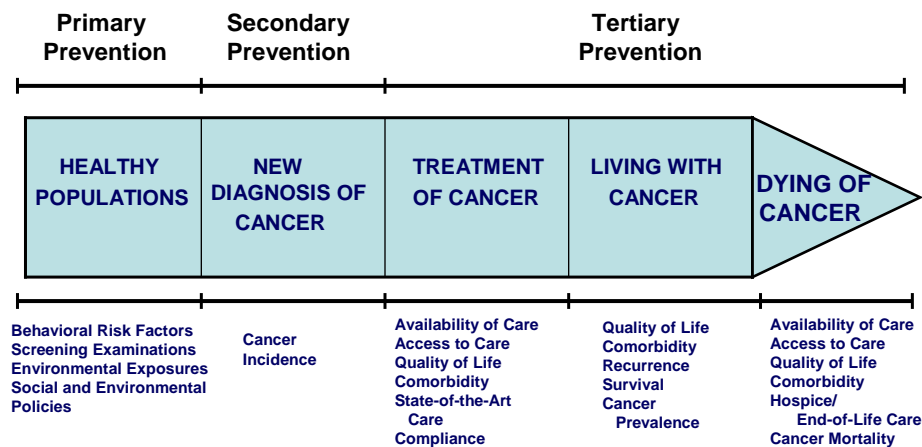 Primary
Prevention
Secondary
Prevention
Tertiary
Prevention
HEALTHY
POPULATIONS
NEW
DIAGNOSIS OF
CANCER
TREATMENT
OF CANCER
LIVING WITH
CANCER
DYING OF
CANCER
Behavioral Risk Factors
Screening Examinations
Environmental Exposures
Social and Environmental
Policies
Cancer
Incidence
Availability of Care
Access to Care
Quality of Life
Comorbidity
State-of-the-Art
Care
Compliance
Quality of Life
Comorbidity
Recurrence
Survival
Cancer
Prevalence
Availability of Care
Access to Care
Quality of Life
Comorbidity
Hospice/
End-of-Life Care
Cancer Mortality